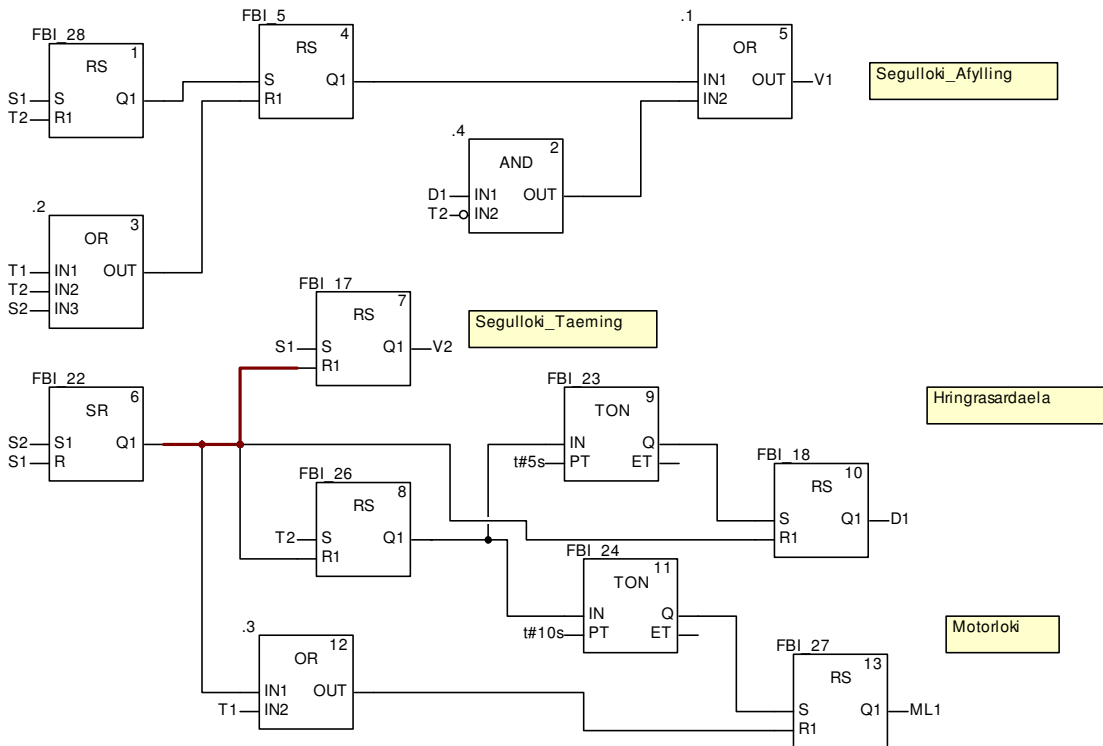 FBI_28
1
RS
S1 S Q1
T2 R1
FBI_5
4
RS
S Q1
R1
.1
5
OR
IN1 OUT V1
IN2
Segulloki_Afylling
.4
2
AND
D1 IN1 OUT
T2 IN2
.2
3
OR
T1 IN1 OUT
T2 IN2
S2 IN3
FBI_17
7
RS
S1 S Q1 V2
R1
Segulloki_Taeming
FBI_22
6
SR
S2 S1 Q1
S1 R
FBI_23
9
TON
IN Q
t#5s PT ET
Hringrasardaela
FBI_26
8
RS
T2 S Q1
R1
FBI_18
10
RS
S Q1 D1
R1
FBI_24
11
TON
IN Q
t#10s PT ET
Motorloki
.3
12
OR
IN1 OUT
T1 IN2
FBI_27
13
RS
S Q1 ML1
R1